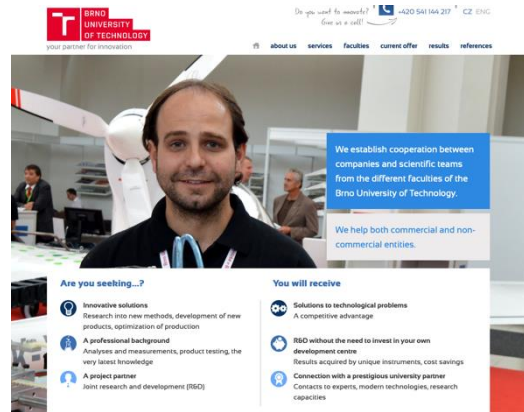 BRNO
UNIVERSITY
OF TECHNOLOGY
your partner for innovation
Do you want to innovate?
Give us a call!
+420 541 144 217
CZ ENG
about us services faculties current offer results references
We establish cooperation between
companies and scientific teams
from the different faculties of the
Brno University of Technology.
We help both commercial and non-
commercial entities.
Are you seeking...?
Innovative solutions
Research into new methods, development of new
products, optimization of production
A professional background
Analyses and measurements, product testing, the
very latest knowledge
A project partner
Joint research and development (R&D)
You will receive
Solutions to technological problems
A competitive advantage
R&D without the need to invest in your own
development centre
Results acquired by unique instruments, cost savings
Connection with a prestigious university partner
Contacts to experts, modern technologies, research
capacities